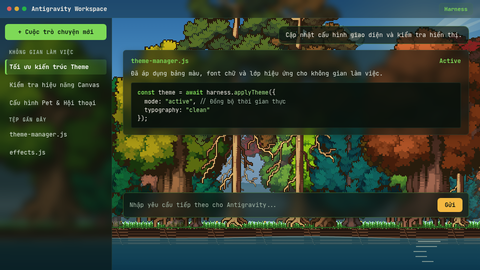 Antigravity Workspace
Harness
+ Cuộc trò chuyện mới
KHÔNG GIAN LÀM VIỆC
Tối ưu kiến trúc Theme
Kiểm tra hiệu năng Canvas
Cấu hình Pet & Hội thoại
TỆP GẦN ĐÂY
theme-manager.js
effects.js
Cập nhật cấu hình giao diện và kiểm tra hiển thị.
theme-manager.js
Active
Đã áp dụng bảng màu, font chữ và lớp hiệu ứng cho không gian làm việc.
const theme = await harness.applyTheme({
mode: "active", // Đồng bộ thời gian thực
typography: "clean"
});
Nhập yêu cầu tiếp theo cho Antigravity...
Gửi